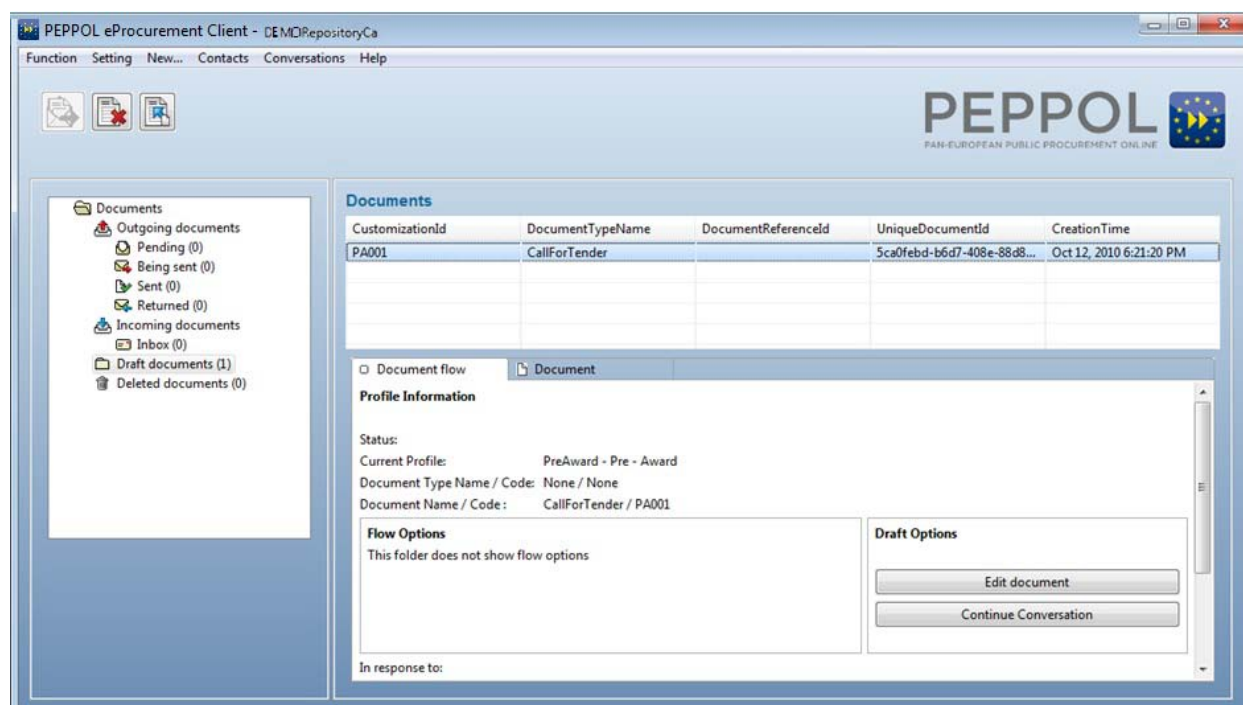 PEPPOL eProcurement Client - DEMORepositoryCa
Function Setting New... Contacts Conversations Help
PEPPOL
PAN-EUROPEAN PUBLIC PROCUREMENT ONLINE
Documents
Outgoing documents
Pending (0)
Being sent (0)
Sent (0)
Returned (0)
Incoming documents
Inbox (0)
Draft documents (1)
Deleted documents (0)
Documents
CustomizationId DocumentTypeName DocumentReferenceId UniqueDocumentId CreationTime
PA001 CallForTender 5ca0febd-b6d7-408e-88d8... Oct 12, 2010 6:21:20 PM
Document flow Document
Profile Information
Status:
Current Profile: PreAward - Pre - Award
Document Type Name / Code: None / None
Document Name / Code : CallForTender / PA001
Flow Options
This folder does not show flow options
Draft Options
Edit document
Continue Conversation
In response to: